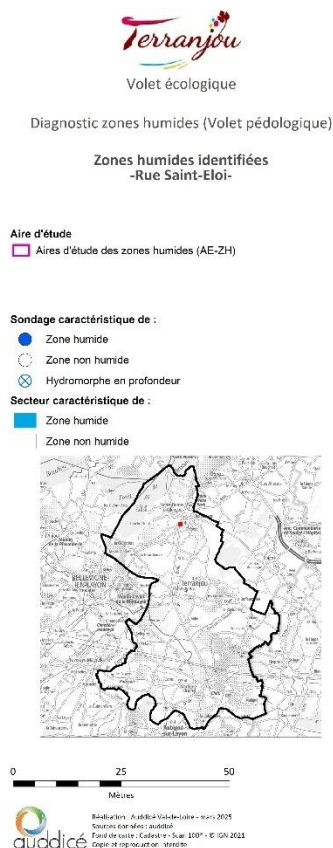 Terranjou
Volet écologique
Diagnostic zones humides (Volet pédologique)
Zones humides identifiées
-Rue Saint-Eloi-
Aire d'étude
Aires d'étude des zones humides (AE-ZH)
Sondage caractéristique de :
Zone humide
Zone non humide
Hydromorphe en profondeur
Secteur caractéristique de :
Zone humide
Zone non humide
Terranjou
0 25 50
Mètres
auddicé
Réalisation : Auddicé Val-de-Loire - mars 2025
Sources données : auddicé
Fond de carte : Cadastre - Scan 100® - © IGN 2021
Copie et reproduction interdite